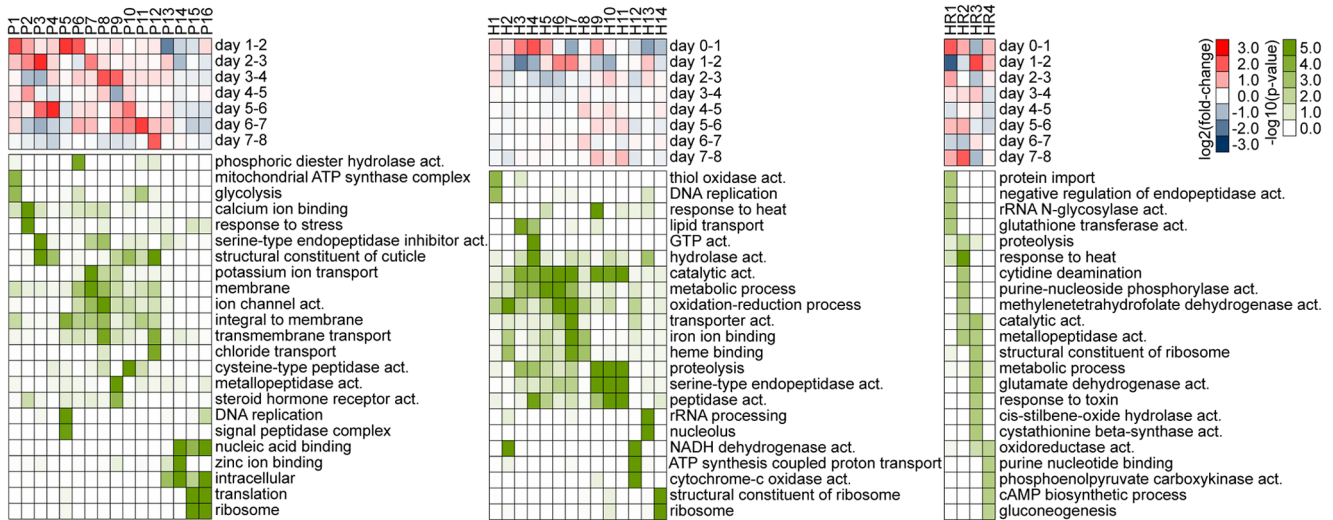 P1 P2 P3 P4 P5 P6 P7 P8 P9 P10 P11 P12 P13 P14 P15 P16
day 1-2
day 2-3
day 3-4
day 4-5
day 5-6
day 6-7
day 7-8
phosphoric diester hydrolase act.
mitochondrial ATP synthase complex
glycolysis
calcium ion binding
response to stress
serine-type endopeptidase inhibitor act.
structural constituent of cuticle
potassium ion transport
membrane
ion channel act.
integral to membrane
transmembrane transport
chloride transport
cysteine-type peptidase act.
metallopeptidase act.
steroid hormone receptor act.
DNA replication
signal peptidase complex
nucleic acid binding
zinc ion binding
intracellular
translation
ribosome
H1 H2 H3 H4 H5 H6 H7 H8 H9 H10 H11 H12 H13 H14
day 0-1
day 1-2
day 2-3
day 3-4
day 4-5
day 5-6
day 6-7
day 7-8
thiol oxidase act.
DNA replication
response to heat
lipid transport
GTP act.
hydrolase act.
catalytic act.
metabolic process
oxidation-reduction process
transporter act.
iron ion binding
heme binding
proteolysis
serine-type endopeptidase act.
peptidase act.
rRNA processing
nucleolus
NADH dehydrogenase act.
ATP synthesis coupled proton transport
cytochrome-c oxidase act.
structural constituent of ribosome
ribosome
HR1 HR2 HR3 HR4
day 0-1
day 1-2
day 2-3
day 3-4
day 4-5
day 5-6
day 6-7
day 7-8
protein import
negative regulation of endopeptidase act.
rRNA N-glycosylase act.
glutathione transferase act.
proteolysis
response to heat
cytidine deamination
purine-nucleoside phosphorylase act.
methylenetetrahydrofolate dehydrogenase act.
catalytic act.
metallopeptidase act.
structural constituent of ribosome
metabolic process
glutamate dehydrogenase act.
response to toxin
cis-stilbene-oxide hydrolase act.
cystathionine beta-synthase act.
oxidoreductase act.
purine nucleotide binding
phosphoenolpyruvate carboxykinase act.
cAMP biosynthetic process
gluconeogenesis
log2(fold-change)
3.0
2.0
1.0
0.0
-1.0
-2.0
-3.0
-log10(p-value)
5.0
4.0
3.0
2.0
1.0
0.0